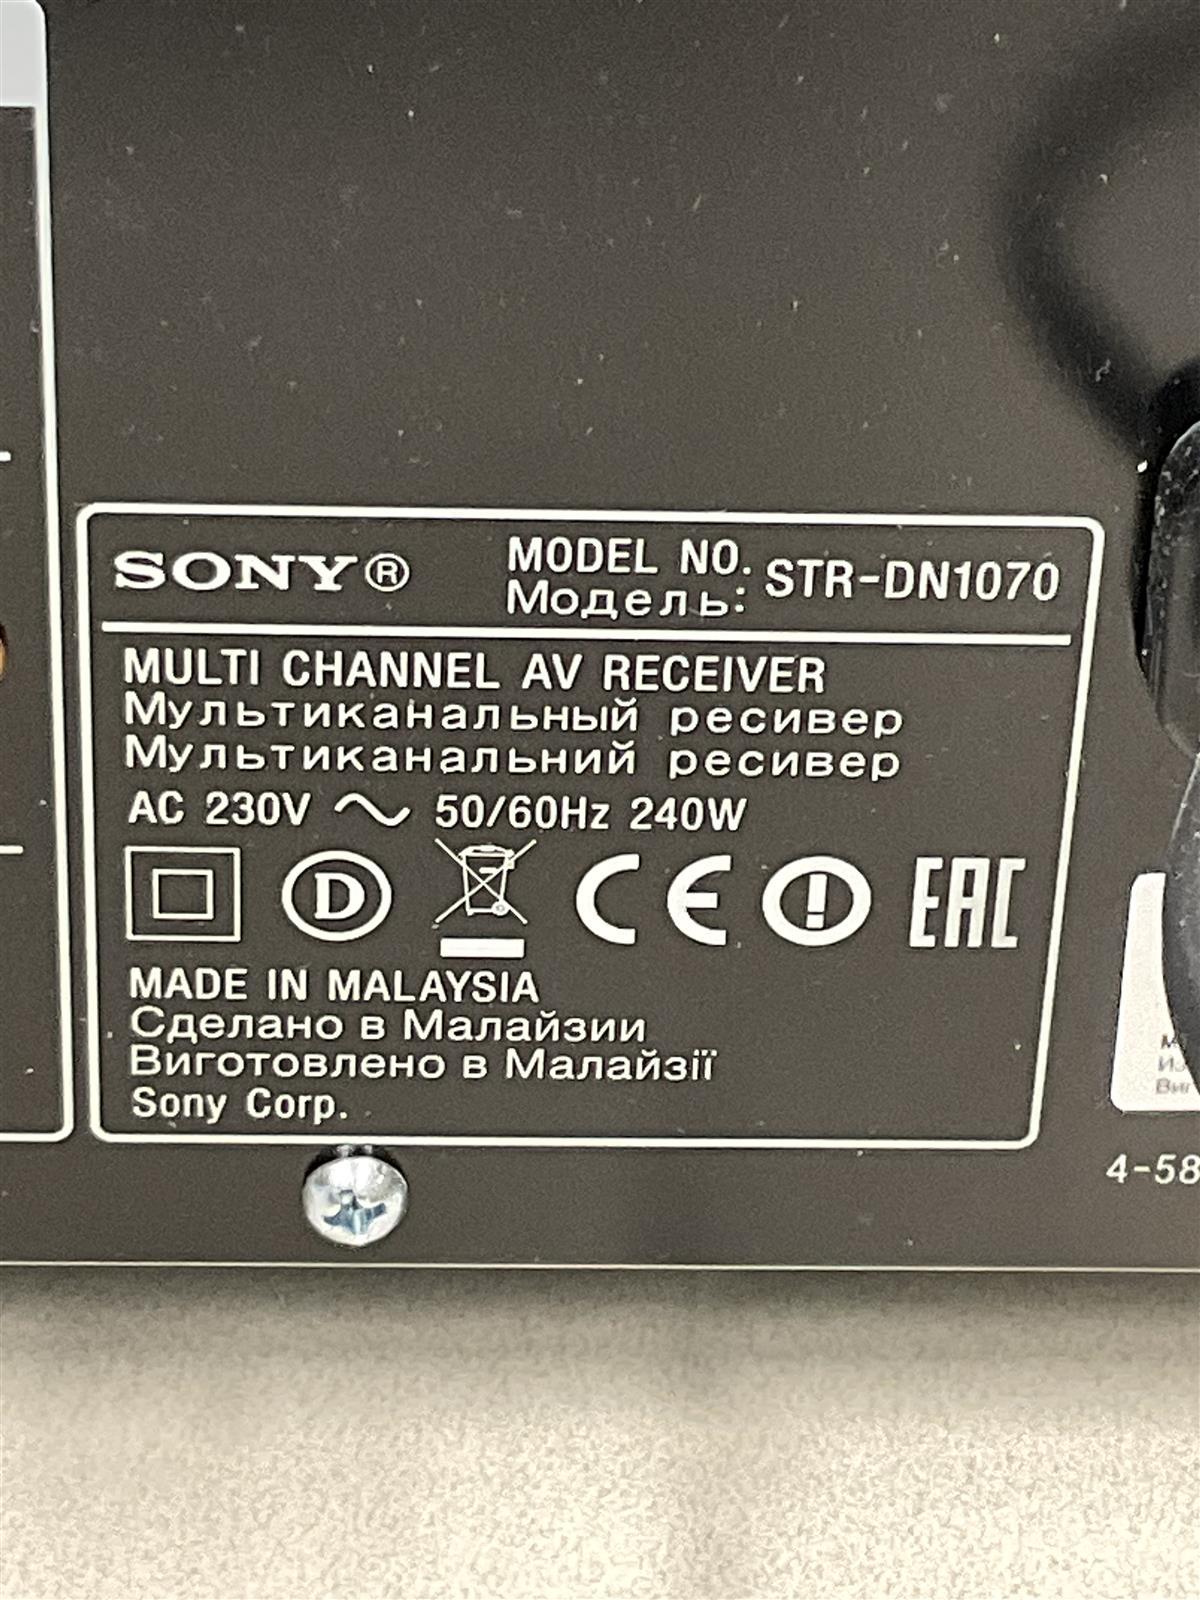 SONY®
MODEL NO. STR-DN1070
Модель:
MULTI CHANNEL AV RECEIVER
Мультиканальный ресивер
Мультиканальний ресивер
AC 230V ~ 50/60Hz 240W
D CE EAC
MADE IN MALAYSIA
Сделано в Малайзии
Виготовлено в Малайзії
Sony Corp.
4-58